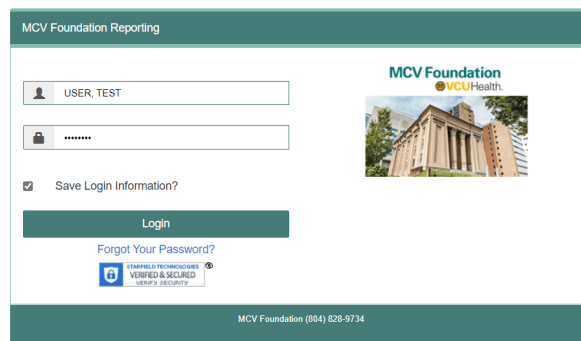 MCV Foundation Reporting
MCV Foundation
VCUHealth.
USER, TEST
••••••••
Save Login Information?
Login
Forgot Your Password?
STARFIELD TECHNOLOGIES
VERIFIED & SECURED
VERIFY SECURITY
MCV Foundation (804) 828-9734